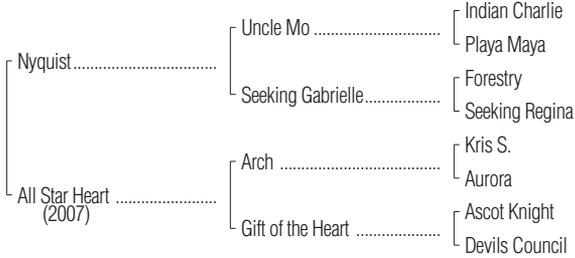 Indian Charlie
Uncle Mo ................................
Playa Maya
Nyquist....................................
Forestry
Seeking Gabrielle...................
Seeking Regina
Kris S.
Arch ........................................
Aurora
All Star Heart .........................
(2007)
Ascot Knight
Gift of the Heart .....................
Devils Council